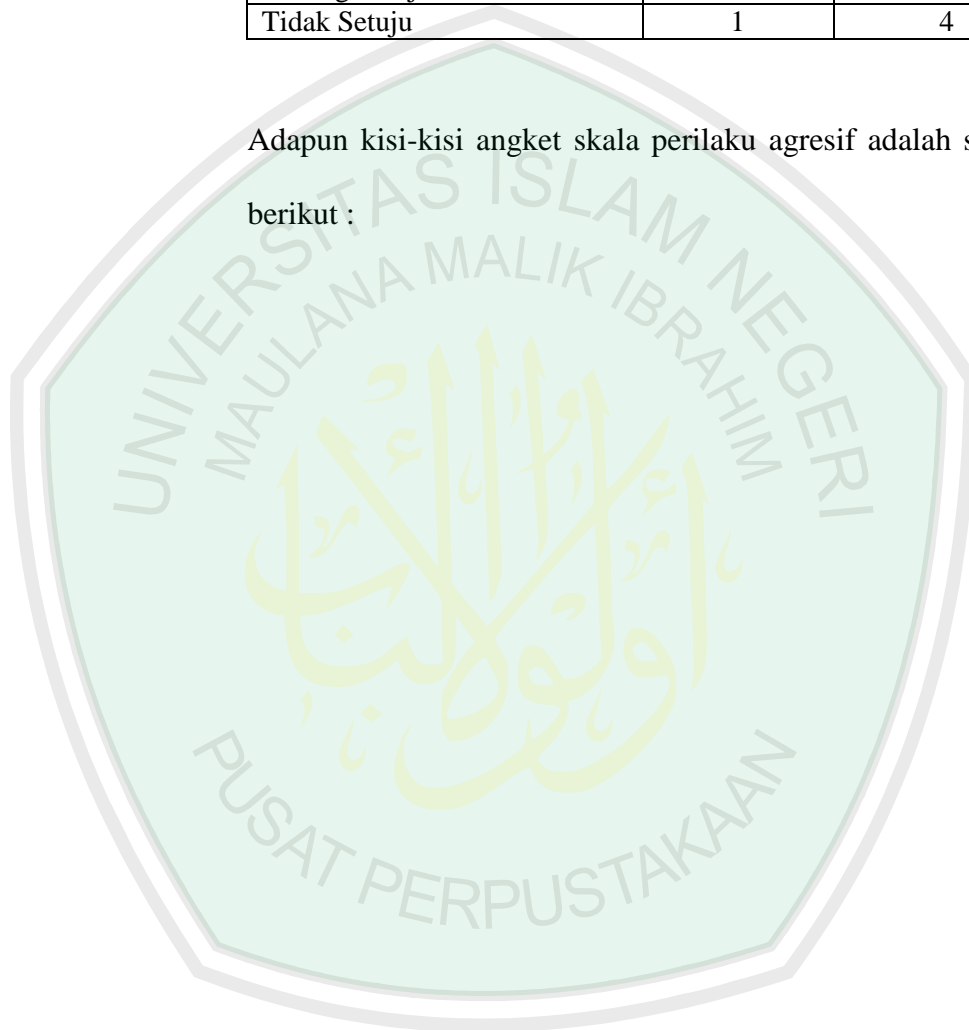 Tidak Setuju 1 4
Adapun kisi-kisi angket skala perilaku agresif adalah
berikut :
UNIVERSITAS ISLAM NEGERI
MAULANA MALIK IBRAHIM
PUSAT PERPUSTAKAAN